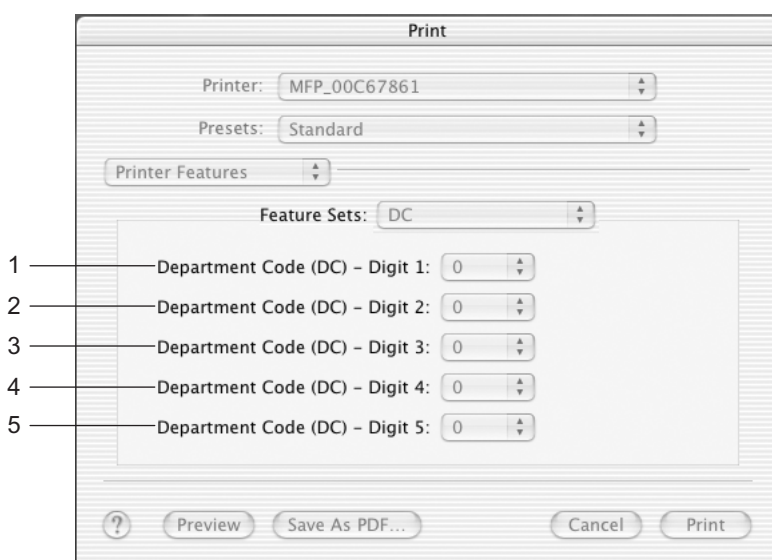 Print
Printer: MFP_00C67861
Presets: Standard
Printer Features
Feature Sets: DC
1 Department Code (DC) – Digit 1: 0
2 Department Code (DC) – Digit 2: 0
3 Department Code (DC) – Digit 3: 0
4 Department Code (DC) – Digit 4: 0
5 Department Code (DC) – Digit 5: 0
? Preview Save As PDF... Cancel Print